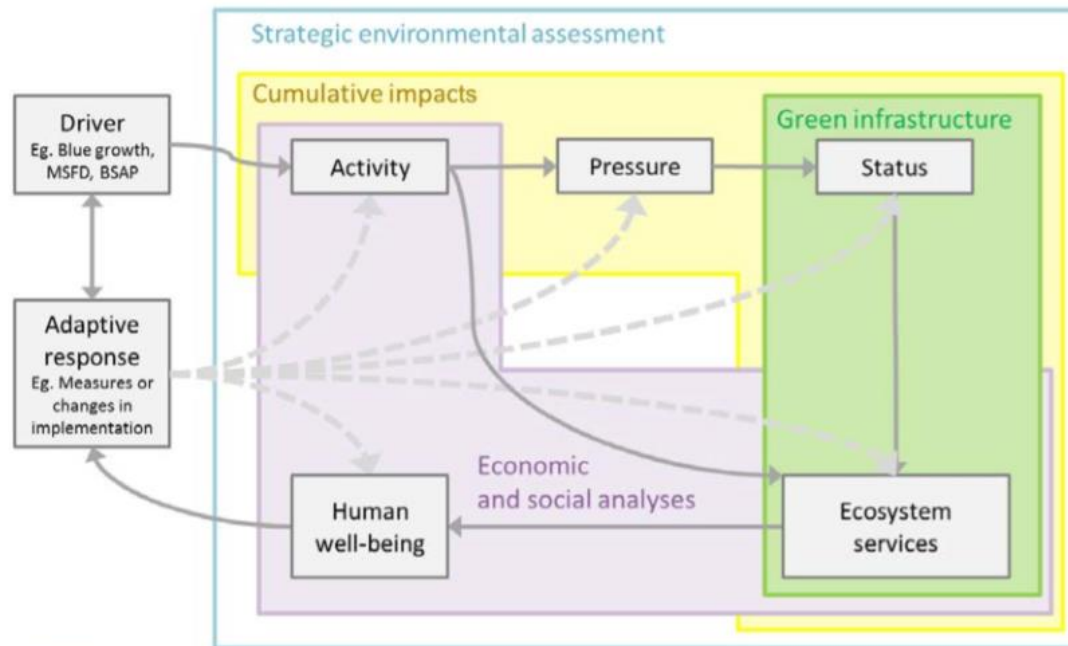 Strategic environmental assessment
Cumulative impacts
Green infrastructure
Driver
Eg. Blue growth,
MSFD, BSAP
Activity
Pressure
Status
Adaptive
response
Eg. Measures or
changes in
implementation
Economic
and social analyses
Human
well-being
Ecosystem
services